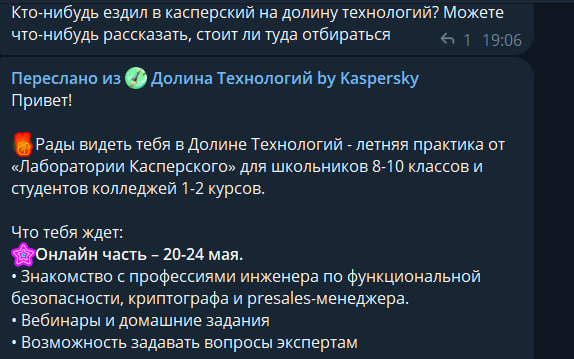 Кто-нибудь ездил в касперский на долину технологий? Можете
что-нибудь рассказать, стоит ли туда отбираться
1 19:06
Переслано из Долина Технологий by Kaspersky
Привет!
Рады видеть тебя в Долине Технологий - летняя практика от
«Лаборатории Касперского» для школьников 8-10 классов и
студентов колледжей 1-2 курсов.
Что тебя ждет:
Онлайн часть – 20-24 мая.
• Знакомство с профессиями инженера по функциональной
безопасности, криптографа и presales-менеджера.
• Вебинары и домашние задания
• Возможность задавать вопросы экспертам